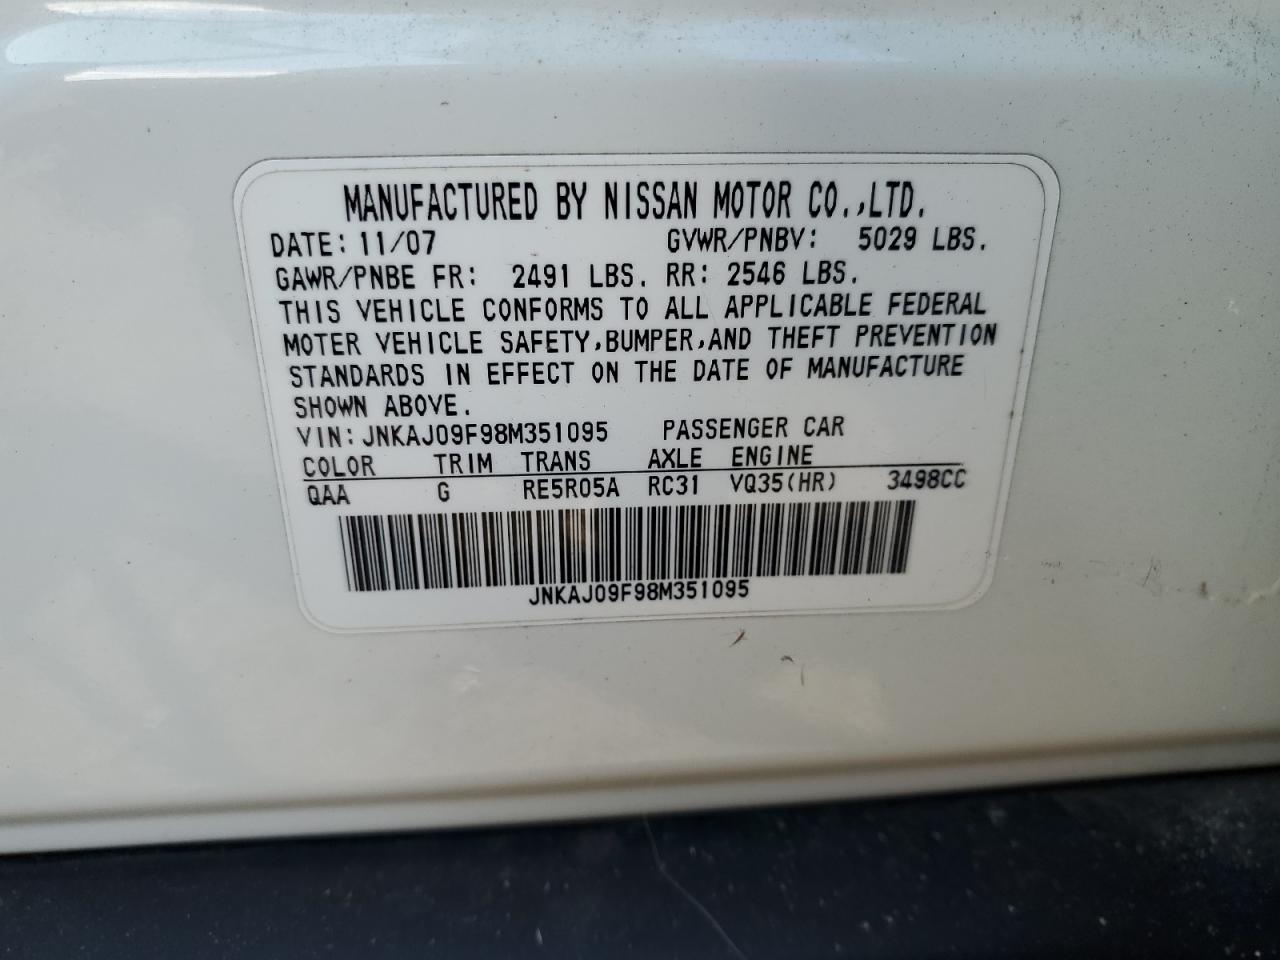 MANUFACTURED BY NISSAN MOTOR CO.,LTD.
DATE: 11/07 GVWR/PNBV: 5029 LBS.
GAWR/PNBE FR: 2491 LBS. RR: 2546 LBS.
THIS VEHICLE CONFORMS TO ALL APPLICABLE FEDERAL
MOTER VEHICLE SAFETY,BUMPER,AND THEFT PREVENTION
STANDARDS IN EFFECT ON THE DATE OF MANUFACTURE
SHOWN ABOVE.
VIN: JNKAJ09F98M351095 PASSENGER CAR
COLOR TRIM TRANS AXLE ENGINE
QAA G RE5R05A RC31 VQ35(HR) 3498CC
JNKAJ09F98M351095